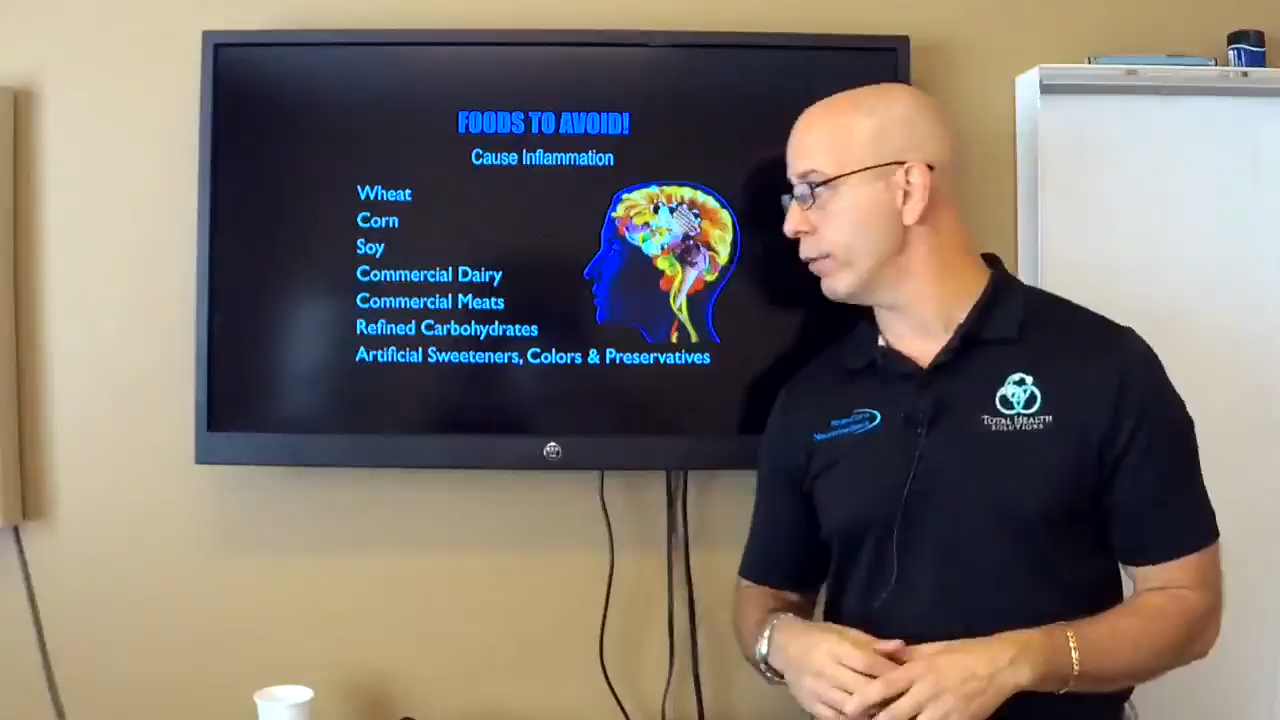 FOODS TO AVOID!
Cause Inflammation
Wheat
Corn
Soy
Commercial Dairy
Commercial Meats
Refined Carbohydrates
Artificial Sweeteners, Colors & Preservatives
TOTAL HEALTH
SOLUTIONS